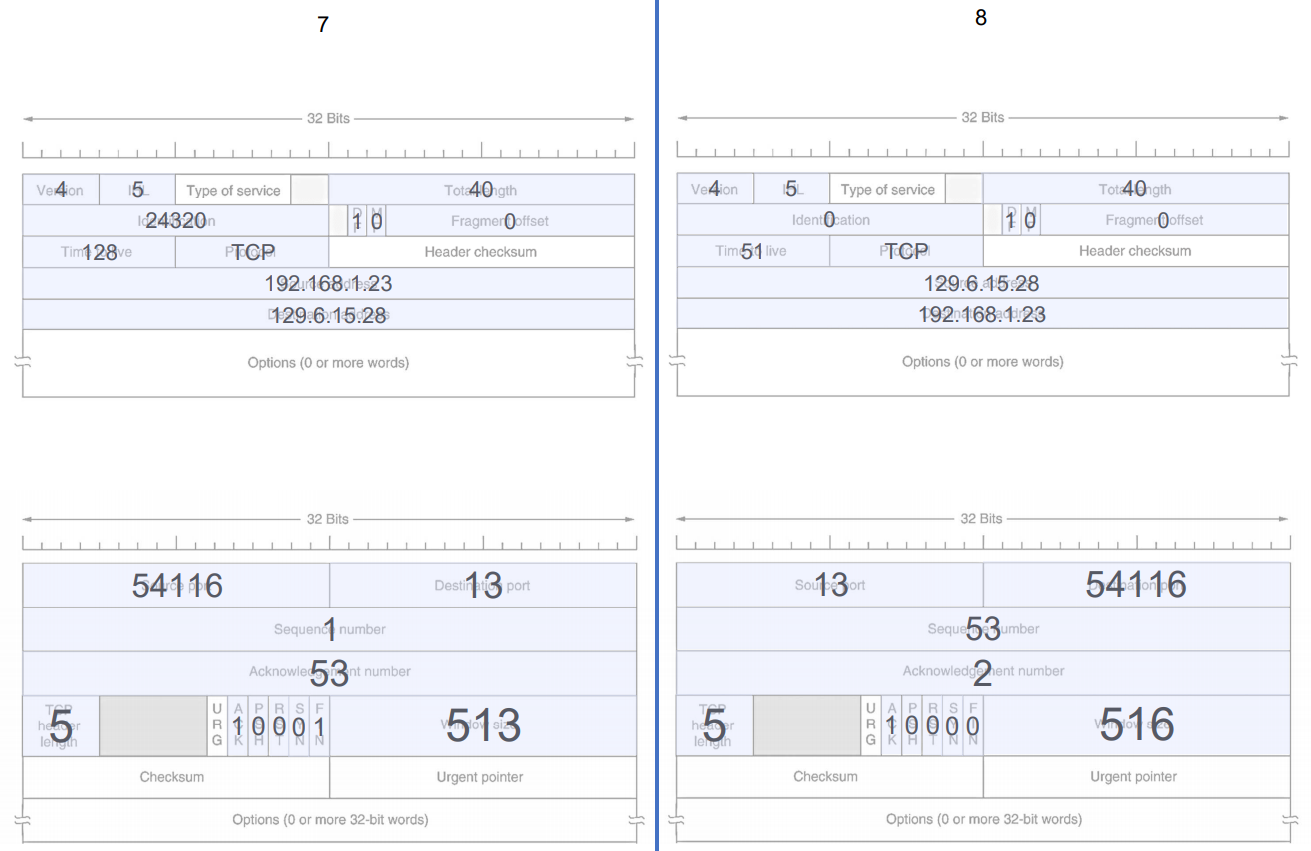 7
32 Bits
Version 4 IHL 5 Type of service Total length 40
Identification 24320 DF 1 MF 0 Fragment offset 0
Time to live 128 Protocol TCP Header checksum
Source address 192.168.1.23
Destination address 129.6.15.28
Options (0 or more words)
32 Bits
Source port 54116 Destination port 13
Sequence number 1
Acknowledgement number 53
TCP header length 5 URG ACK 1 PSH 0 RST 0 SYN 0 FIN 1 Window size 513
Checksum Urgent pointer
Options (0 or more 32-bit words)
8
32 Bits
Version 4 IHL 5 Type of service Total length 40
Identification 0 DF 1 MF 0 Fragment offset 0
Time to live 51 Protocol TCP Header checksum
Source address 129.6.15.28
Destination address 192.168.1.23
Options (0 or more words)
32 Bits
Source port 13 Destination port 54116
Sequence number 53
Acknowledgement number 2
TCP header length 5 URG ACK 1 PSH 0 RST 0 SYN 0 FIN 0 Window size 516
Checksum Urgent pointer
Options (0 or more 32-bit words)